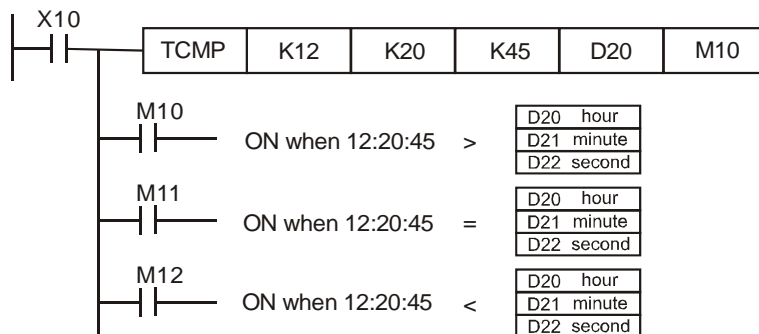 X10
TCMP K12 K20 K45 D20 M10
M10
ON when 12:20:45 >
D20 hour
D21 minute
D22 second
M11
ON when 12:20:45 =
D20 hour
D21 minute
D22 second
M12
ON when 12:20:45 <
D20 hour
D21 minute
D22 second